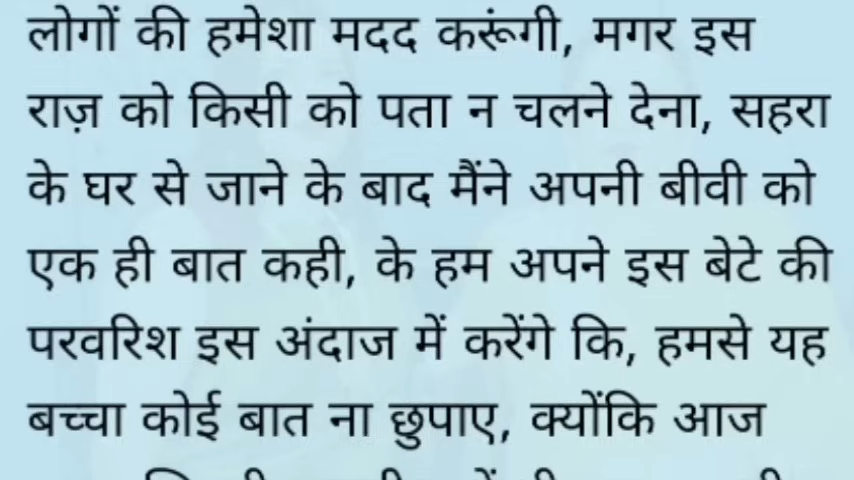 लोगों की हमेशा मदद करूंगी, मगर इस
राज़ को किसी को पता न चलने देना, सहरा
के घर से जाने के बाद मैंने अपनी बीवी को
एक ही बात कही, के हम अपने इस बेटे की
परवरिश इस अंदाज में करेंगे कि, हमसे यह
बच्चा कोई बात ना छुपाए, क्योंकि आज